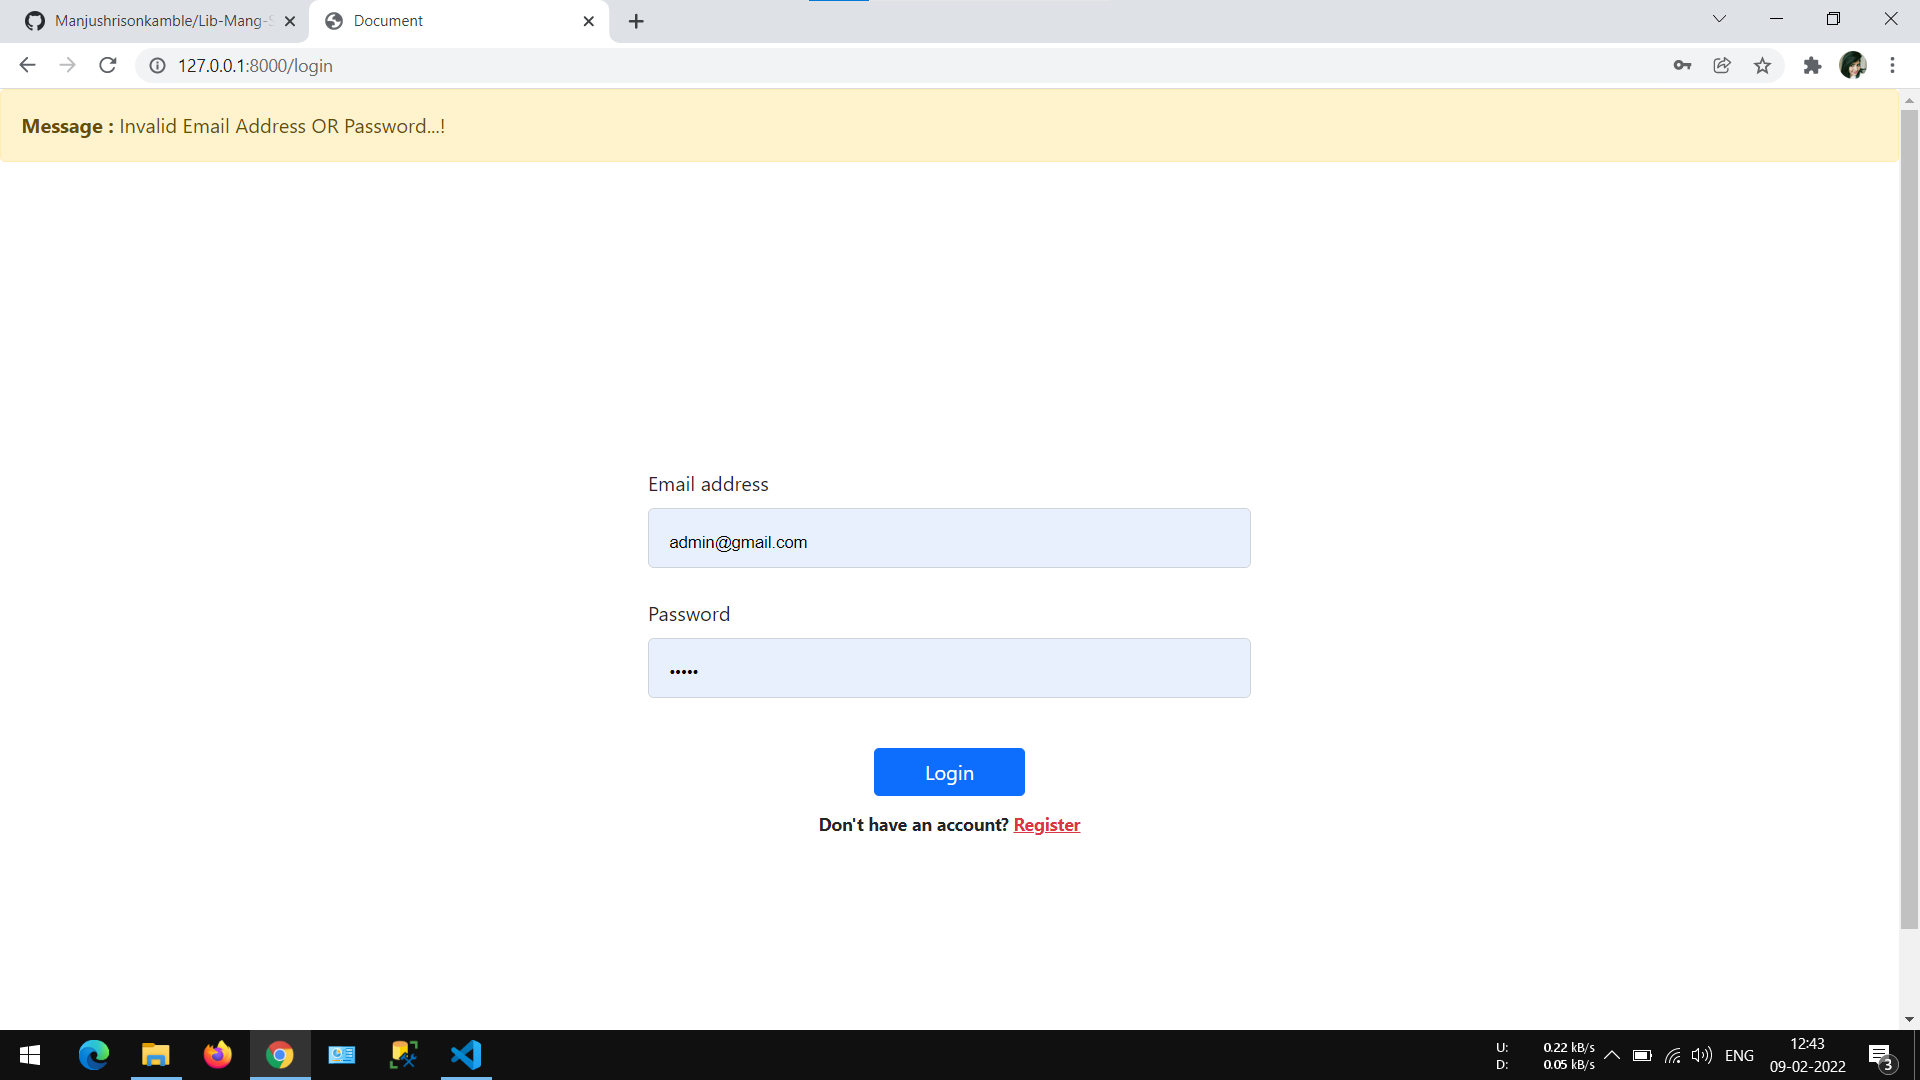 Manjushrisonkamble/Lib-Mang-S
Document
127.0.0.1:8000/login
Message : Invalid Email Address OR Password...!
Email address
admin@gmail.com
Password
•••••
Login
Don't have an account? Register
U: 0.22 kB/s
D: 0.05 kB/s
ENG
12:43
09-02-2022
3